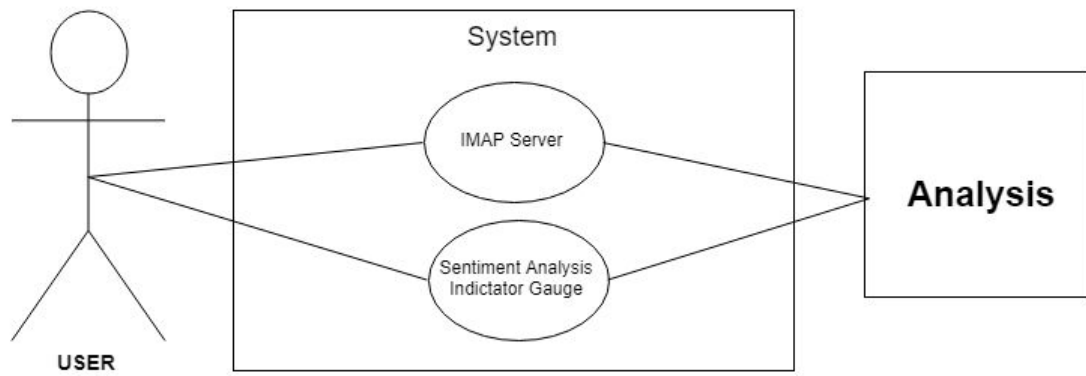 System
IMAP Server
Analysis
Sentiment Analysis
Indictator Gauge
USER